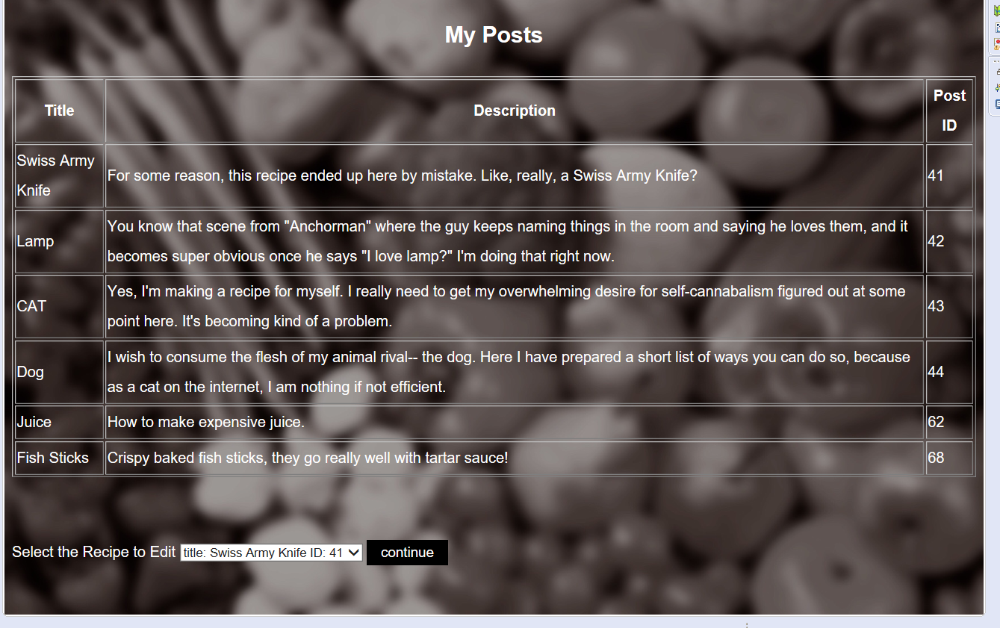 My Posts
Title Description Post
ID
Swiss Army
Knife
For some reason, this recipe ended up here by mistake. Like, really, a Swiss Army Knife?
41
Lamp
You know that scene from "Anchorman" where the guy keeps naming things in the room and saying he loves them, and it
becomes super obvious once he says "I love lamp?" I'm doing that right now.
42
CAT
Yes, I'm making a recipe for myself. I really need to get my overwhelming desire for self-cannabalism figured out at some
point here. It's becoming kind of a problem.
43
Dog
I wish to consume the flesh of my animal rival-- the dog. Here I have prepared a short list of ways you can do so, because
as a cat on the internet, I am nothing if not efficient.
44
Juice How to make expensive juice. 62
Fish Sticks Crispy baked fish sticks, they go really well with tartar sauce! 68
Select the Recipe to Edit title: Swiss Army Knife ID: 41 continue